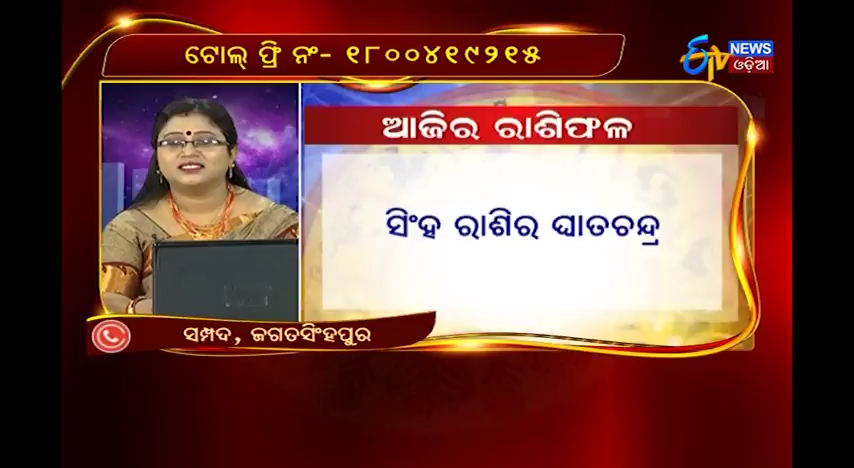 ଟୋଲ୍ ଫ୍ରି ନଂ- ୧୮୦୦୪୧୯୨୧୫
ETV NEWS
ଓଡ଼ିଆ
ଆଜିର ରାଶିଫଳ
ସିଂହ ରାଶିର ଘାତଚନ୍ଦ୍ର
ସମ୍ପଦ, ଜଗତସିଂହପୁର